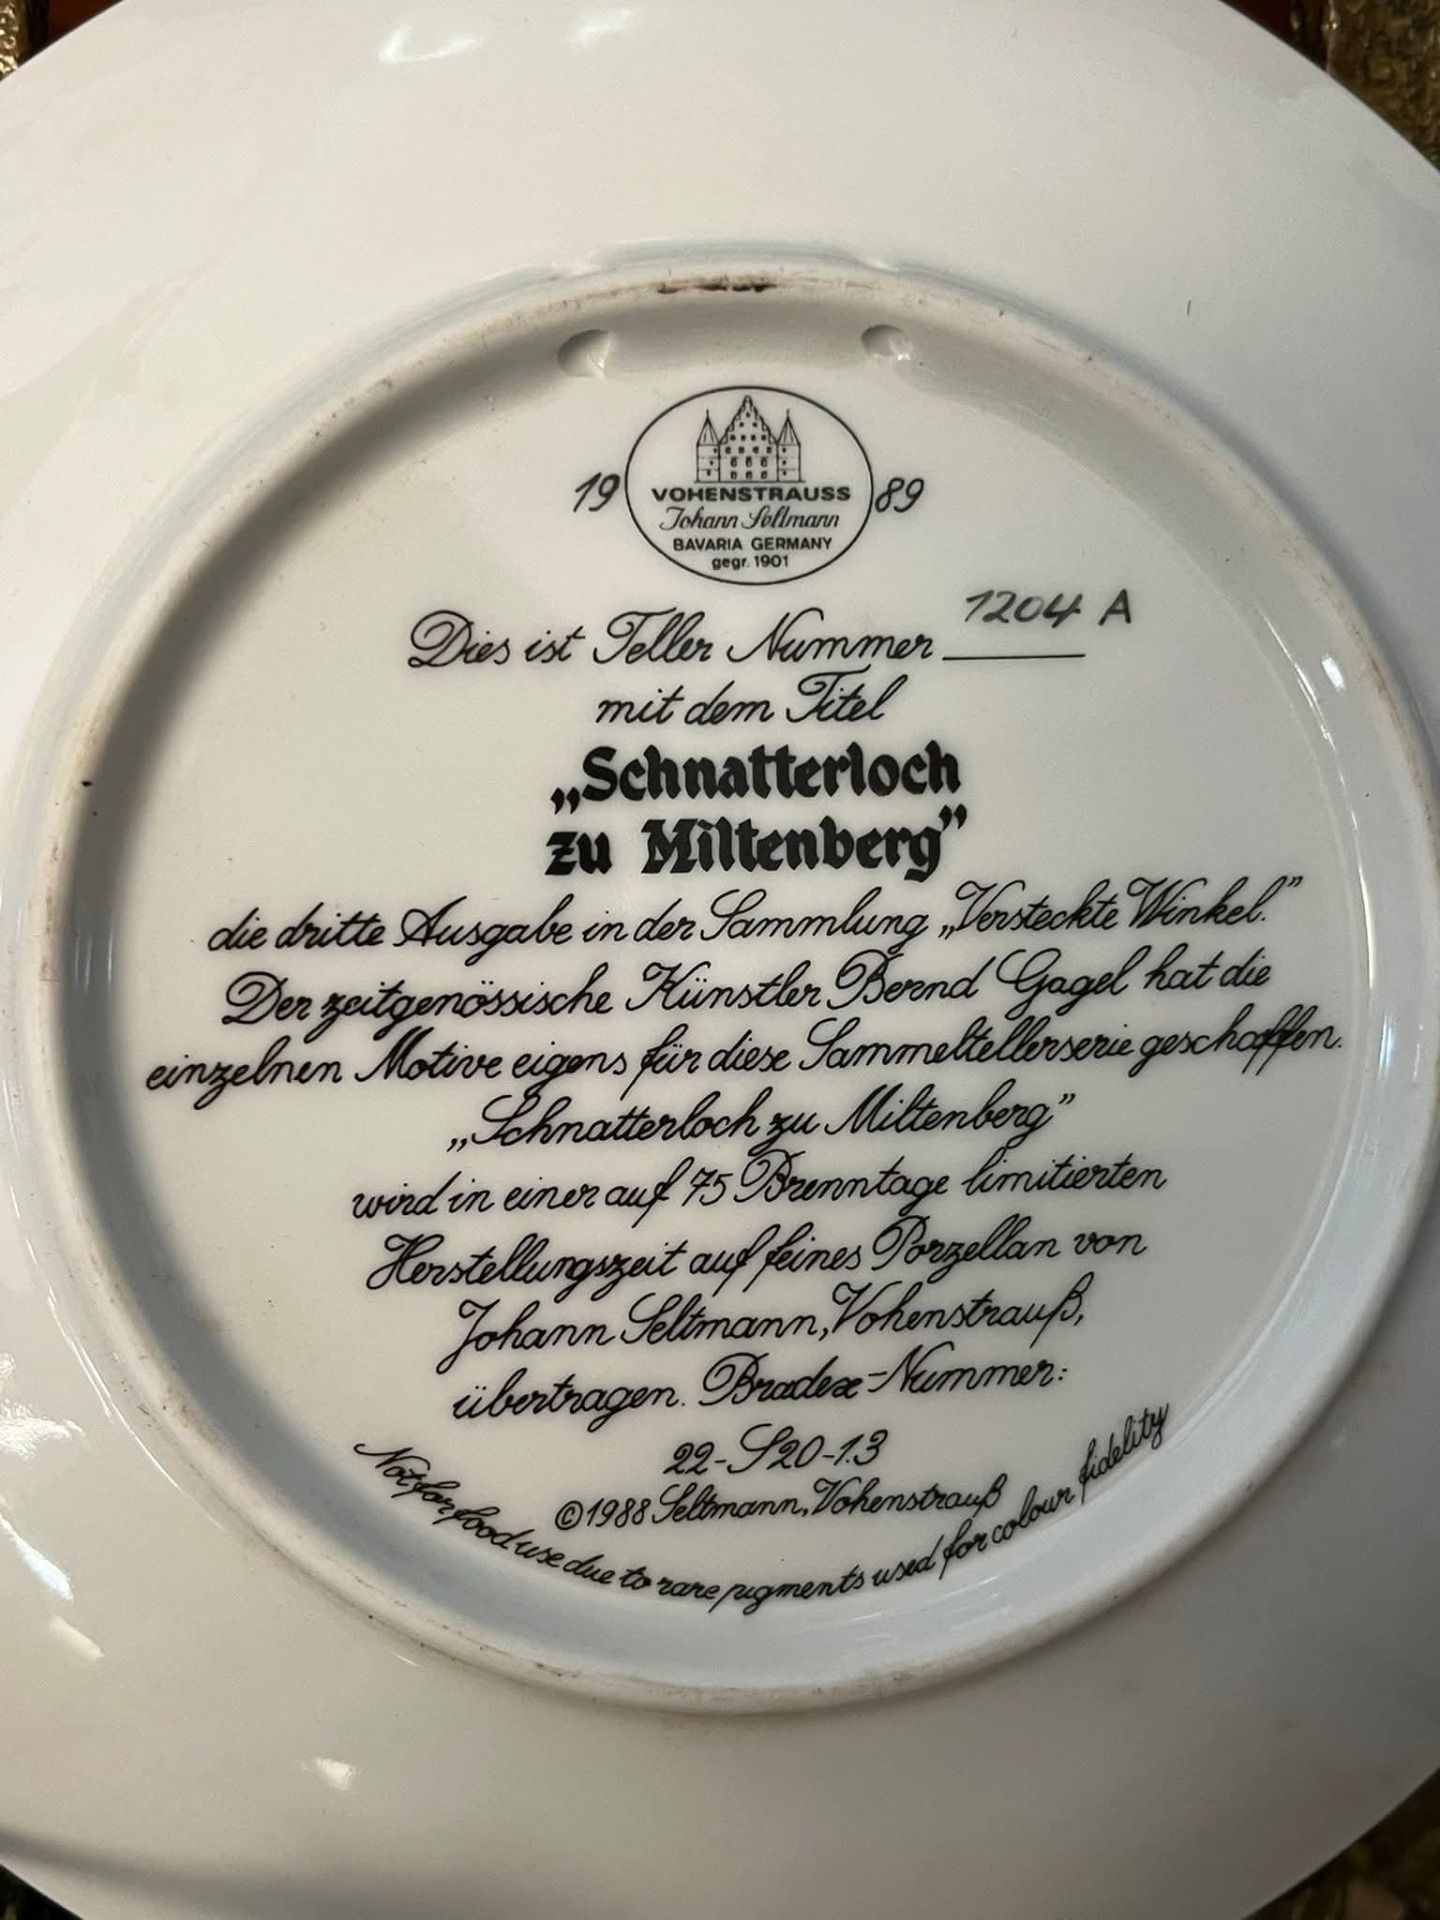 19 89
VOHENSTRAUSS
Johann Seltmann
BAVARIA GERMANY
gegr. 1901
1204 A
Dies ist Teller Nummer
mit dem Titel
„Schnatterloch
zu Miltenberg”
die dritte Ausgabe in der Sammlung „Versteckte Winkel.”
Der zeitgenössische Künstler Bernd Gagel hat die
einzelnen Motive eigens für diese Sammeltellerserie geschaffen.
„Schnatterloch zu Miltenberg”
wird in einer auf 75 Brenntage limitierten
Herstellungszeit auf feines Porzellan von
Johann Seltmann, Vohenstrauß,
übertragen. Bradex-Nummer:
22-S20-1.3
©1988 Seltmann, Vohenstrauß
Not for food use due to rare pigments used for colour fidelity